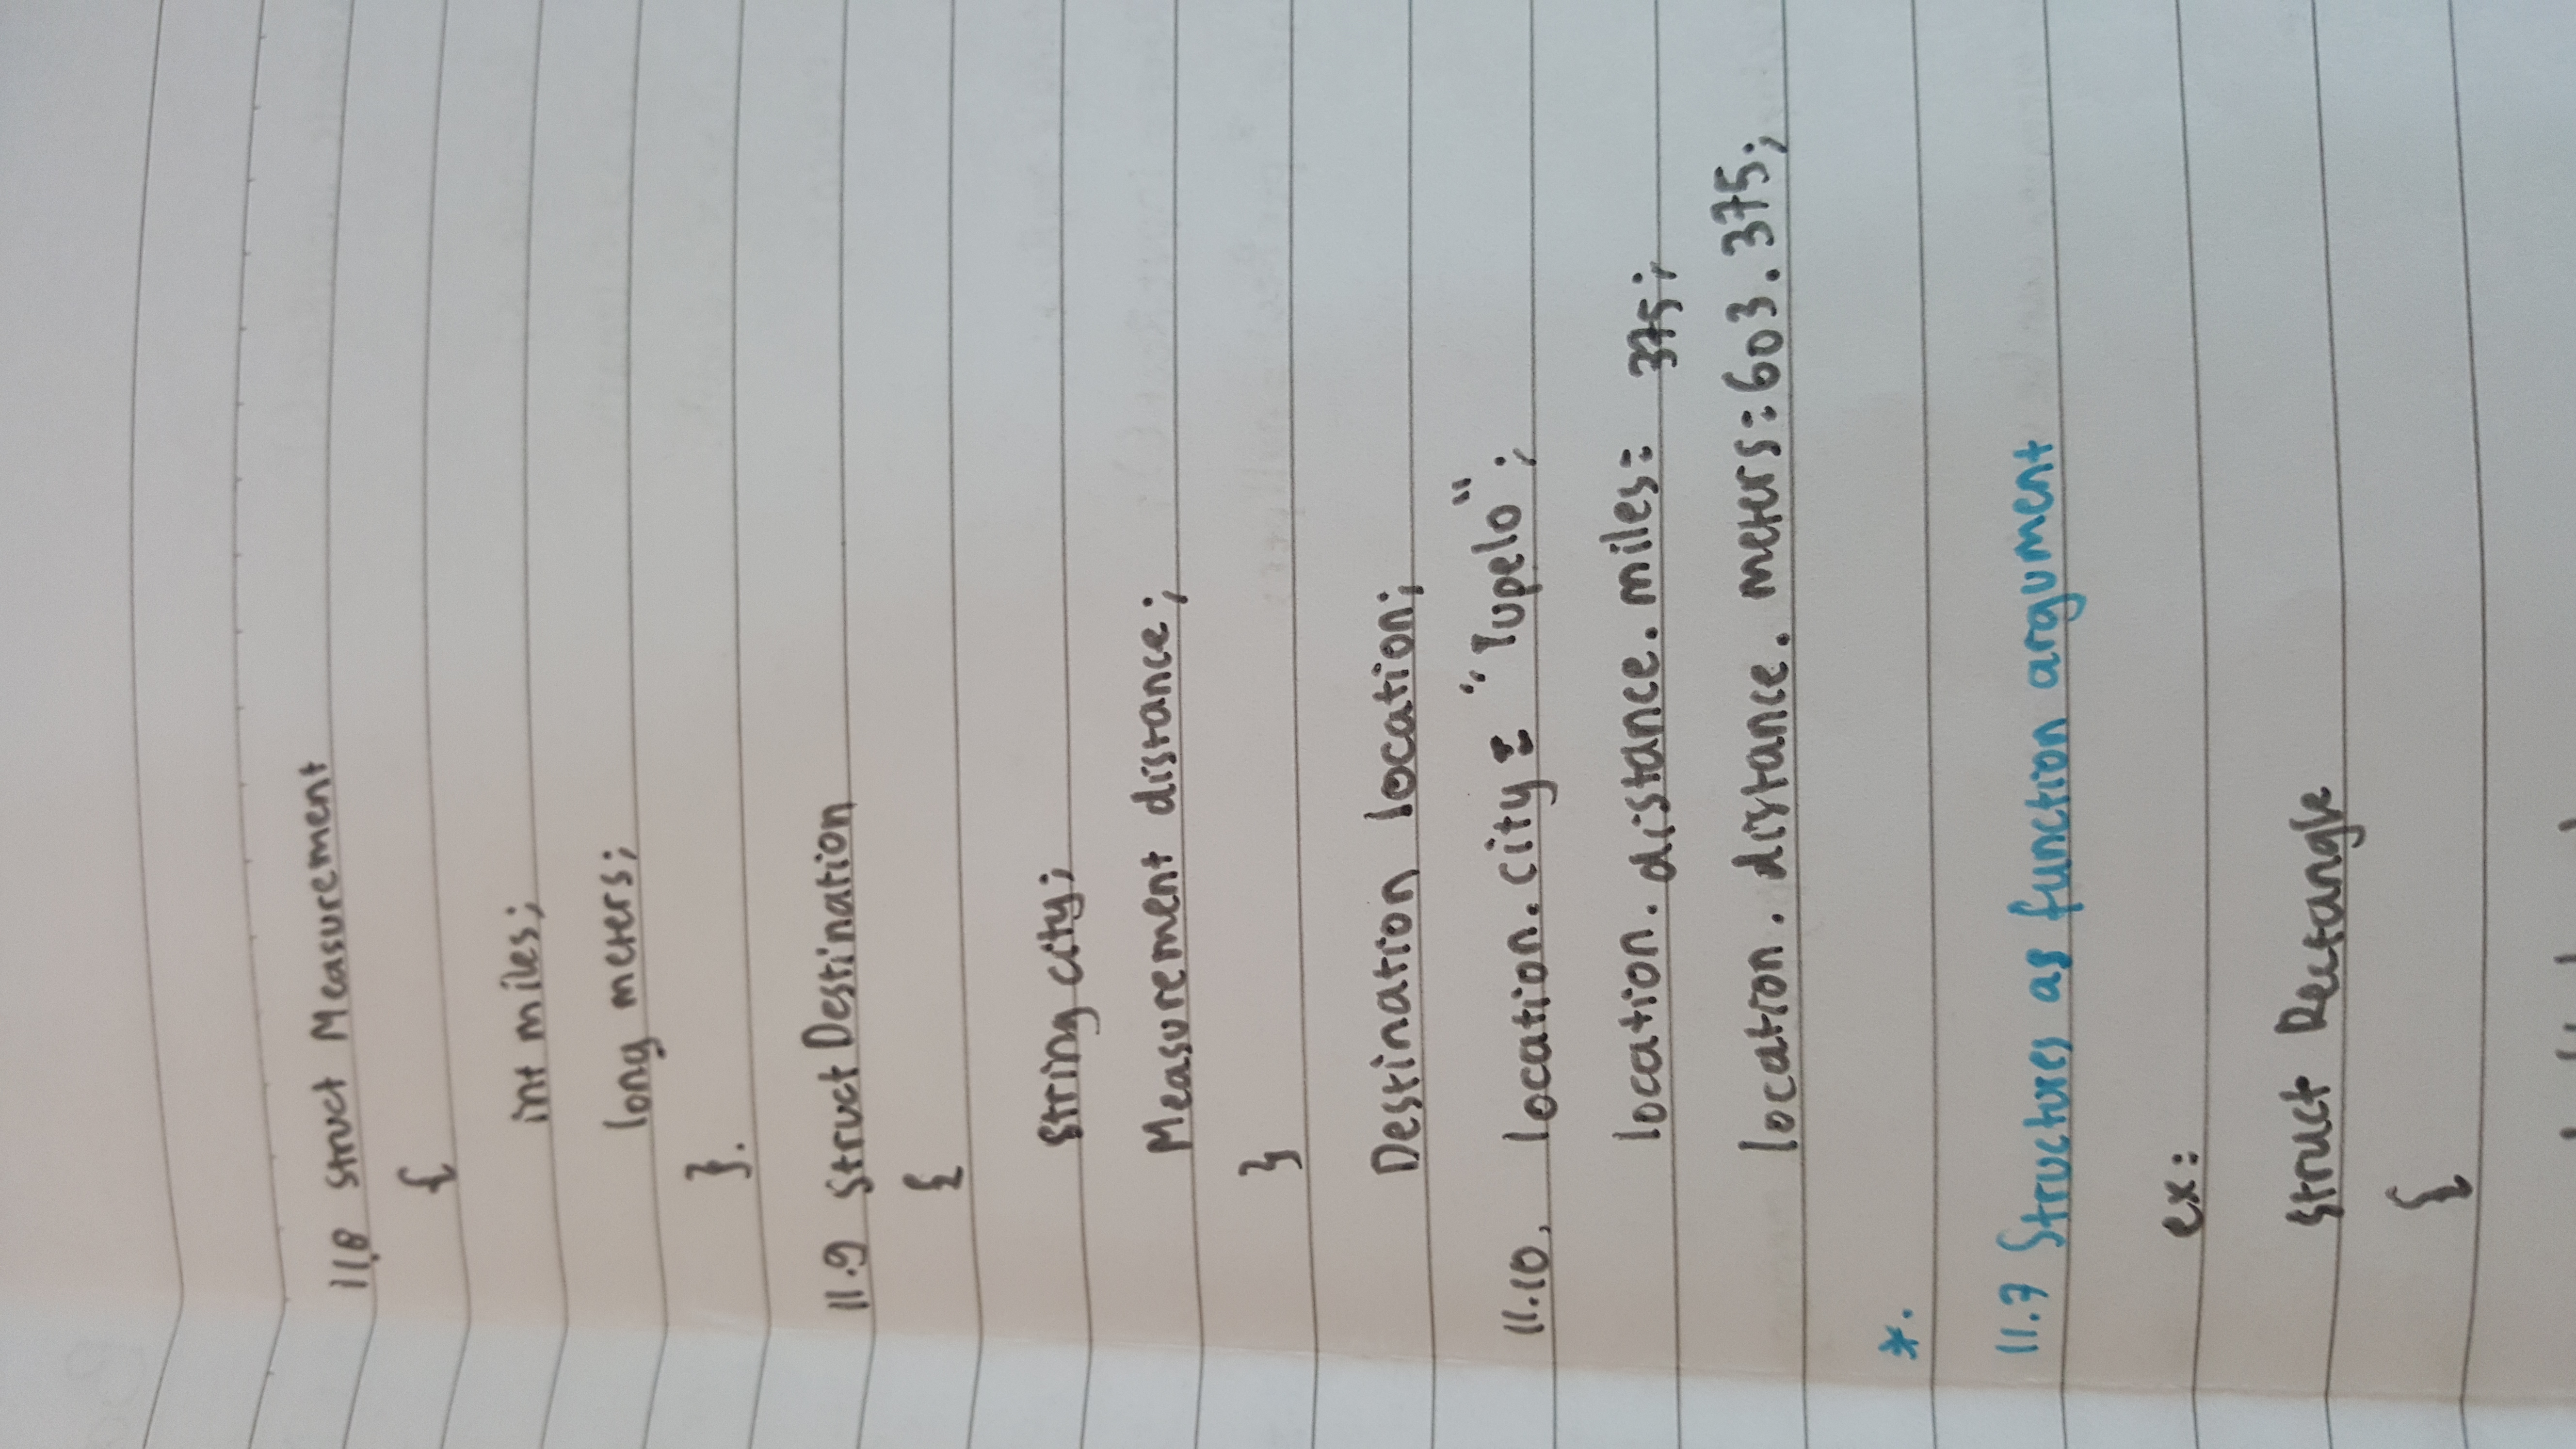 11.8 struct Measurement
{
int miles;
long meters;
}.
11.9 struct Destination
{
string city;
Measurement distance;
}
Destination location;
11.10. location.city = "Tupelo";
location.distance.miles = 375;
location.distance.meters = 603.375;
*.
11.7 Structures as function argument
ex:
struct Rectangle
{